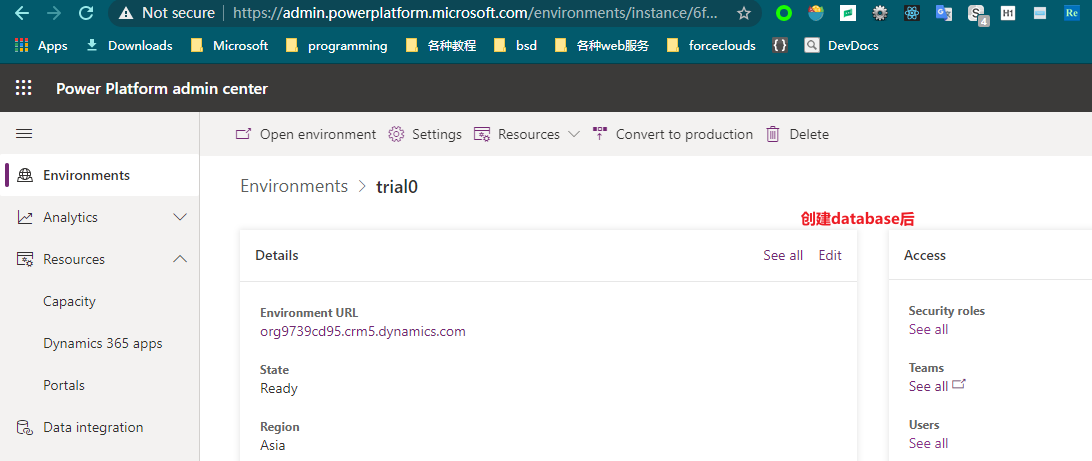 Not secure | https://admin.powerplatform.microsoft.com/environments/instance/6f...
4
H1
Re
Apps Downloads Microsoft programming 各种教程 bsd 各种web服务 forceclouds DevDocs
Power Platform admin center
Open environment Settings Resources Convert to production Delete
Environments
Analytics
Resources
Capacity
Dynamics 365 apps
Portals
Data integration
Environments > trial0
创建database后
Details See all Edit
Environment URL
org9739cd95.crm5.dynamics.com
State
Ready
Region
Asia
Access
Security roles
See all
Teams
See all
Users
See all